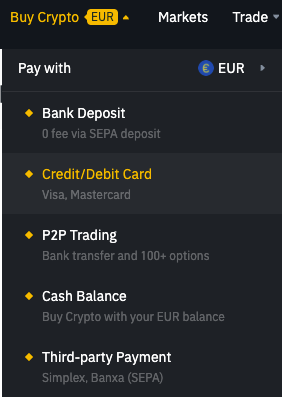 Buy Crypto EUR Markets Trade
Pay with € EUR
Bank Deposit
0 fee via SEPA deposit
Credit/Debit Card
Visa, Mastercard
P2P Trading
Bank transfer and 100+ options
Cash Balance
Buy Crypto with your EUR balance
Third-party Payment
Simplex, Banxa (SEPA)